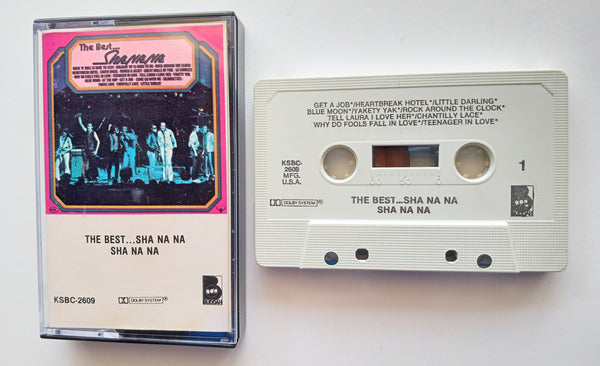 The Best...
Sha Na Na
THE BEST...SHA NA NA
SHA NA NA
KSBC-2609
DOLBY SYSTEM
B
BUDDAH
GET A JOB*/HEARTBREAK HOTEL*/LITTLE DARLING*
BLUE MOON*/YAKETY YAK*/ROCK AROUND THE CLOCK*
TELL LAURA I LOVE HER*/CHANTILLY LACE*
WHY DO FOOLS FALL IN LOVE*/TEENAGER IN LOVE*
KSBC-
2609
MFG.
U.S.A.
1
DOLBY SYSTEM
THE BEST...SHA NA NA
SHA NA NA
B